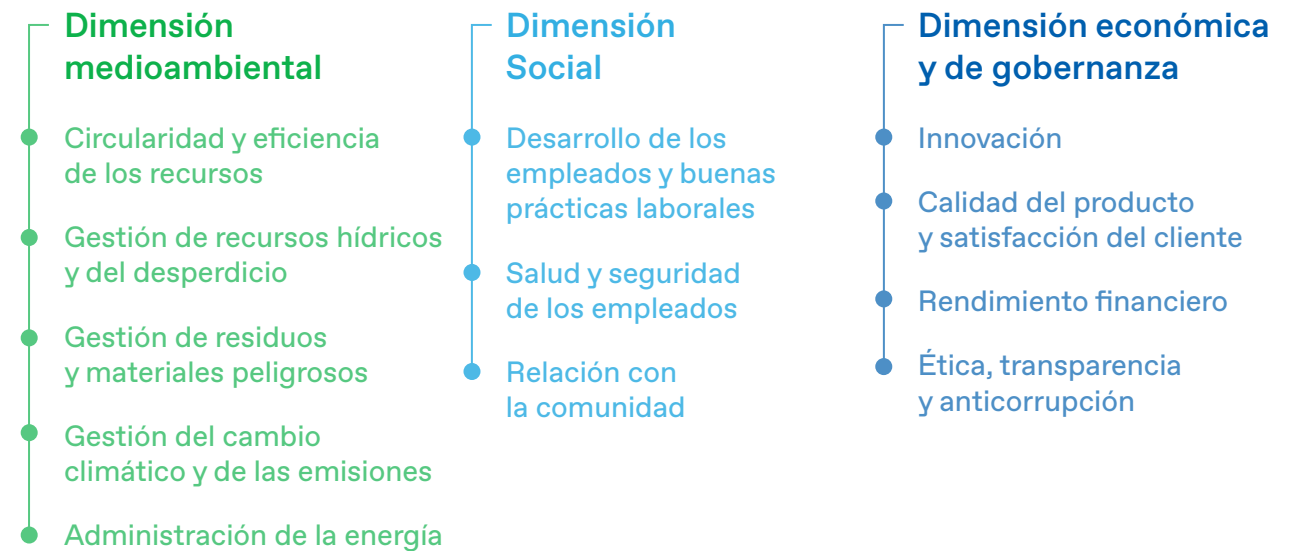 Dimensión
medioambiental
Circularidad y eficiencia
de los recursos
Gestión de recursos hídricos
y del desperdicio
Gestión de residuos
y materiales peligrosos
Gestión del cambio
climático y de las emisiones
Administración de la energía
Dimensión
Social
Desarrollo de los
empleados y buenas
prácticas laborales
Salud y seguridad
de los empleados
Relación con
la comunidad
Dimensión económica
y de gobernanza
Innovación
Calidad del producto
y satisfacción del cliente
Rendimiento financiero
Ética, transparencia
y anticorrupción